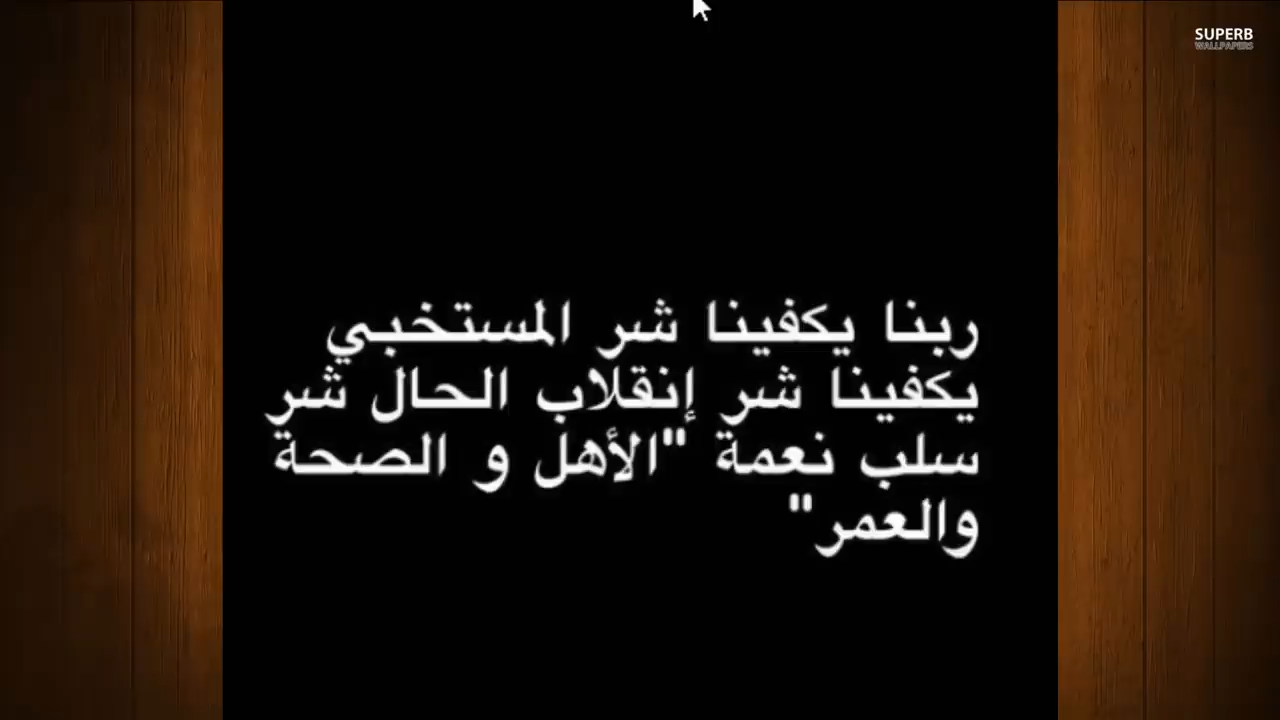 SUPERB
WALLPAPERS
ربنا يكفينا شر المستخبي
يكفينا شر إنقلاب الحال شر
سلب نعمة "الأهل و الصحة
والعمر"